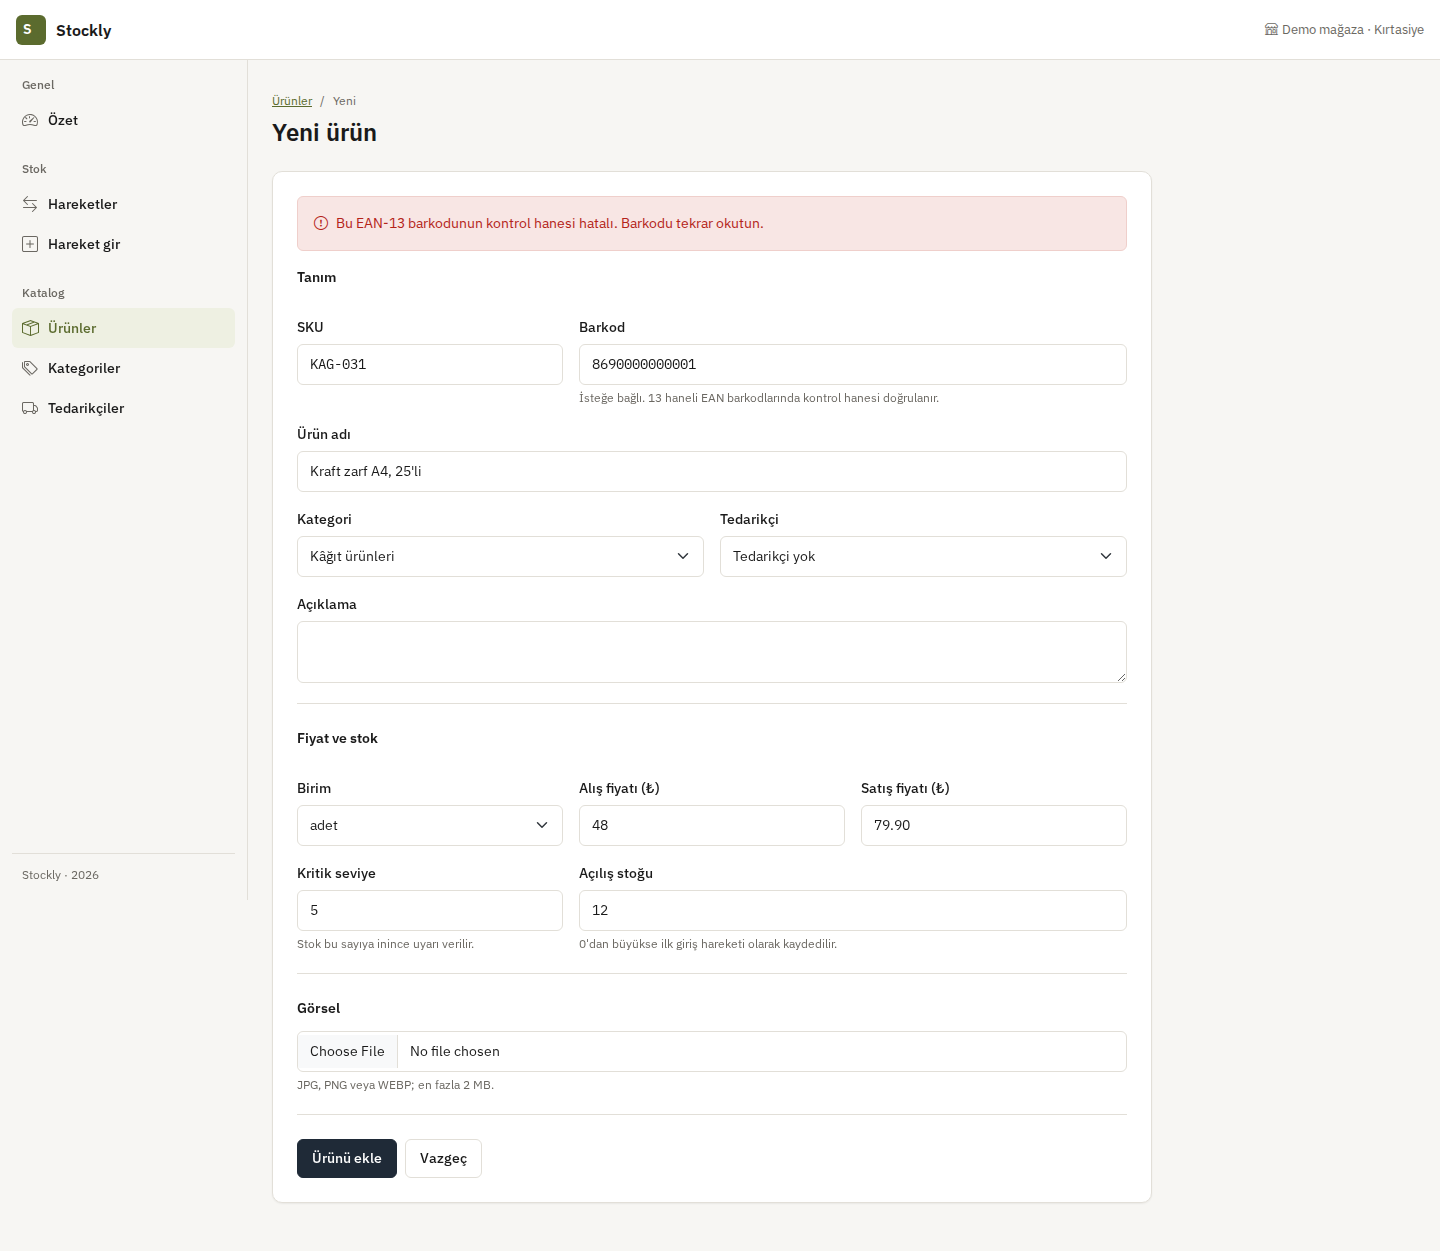 S
Stockly
Demo mağaza · Kırtasiye
Genel
Özet
Stok
Hareketler
Hareket gir
Katalog
Ürünler
Kategoriler
Tedarikçiler
Stockly · 2026
Ürünler / Yeni
Yeni ürün
Bu EAN-13 barkodunun kontrol hanesi hatalı. Barkodu tekrar okutun.
Tanım
SKU
KAG-031
Barkod
8690000000001
İsteğe bağlı. 13 haneli EAN barkodlarında kontrol hanesi doğrulanır.
Ürün adı
Kraft zarf A4, 25'li
Kategori
Kâğıt ürünleri
Tedarikçi
Tedarikçi yok
Açıklama
Fiyat ve stok
Birim
adet
Alış fiyatı (₺)
48
Satış fiyatı (₺)
79.90
Kritik seviye
5
Stok bu sayıya inince uyarı verilir.
Açılış stoğu
12
0'dan büyükse ilk giriş hareketi olarak kaydedilir.
Görsel
Choose File No file chosen
JPG, PNG veya WEBP; en fazla 2 MB.
Ürünü ekle
Vazgeç